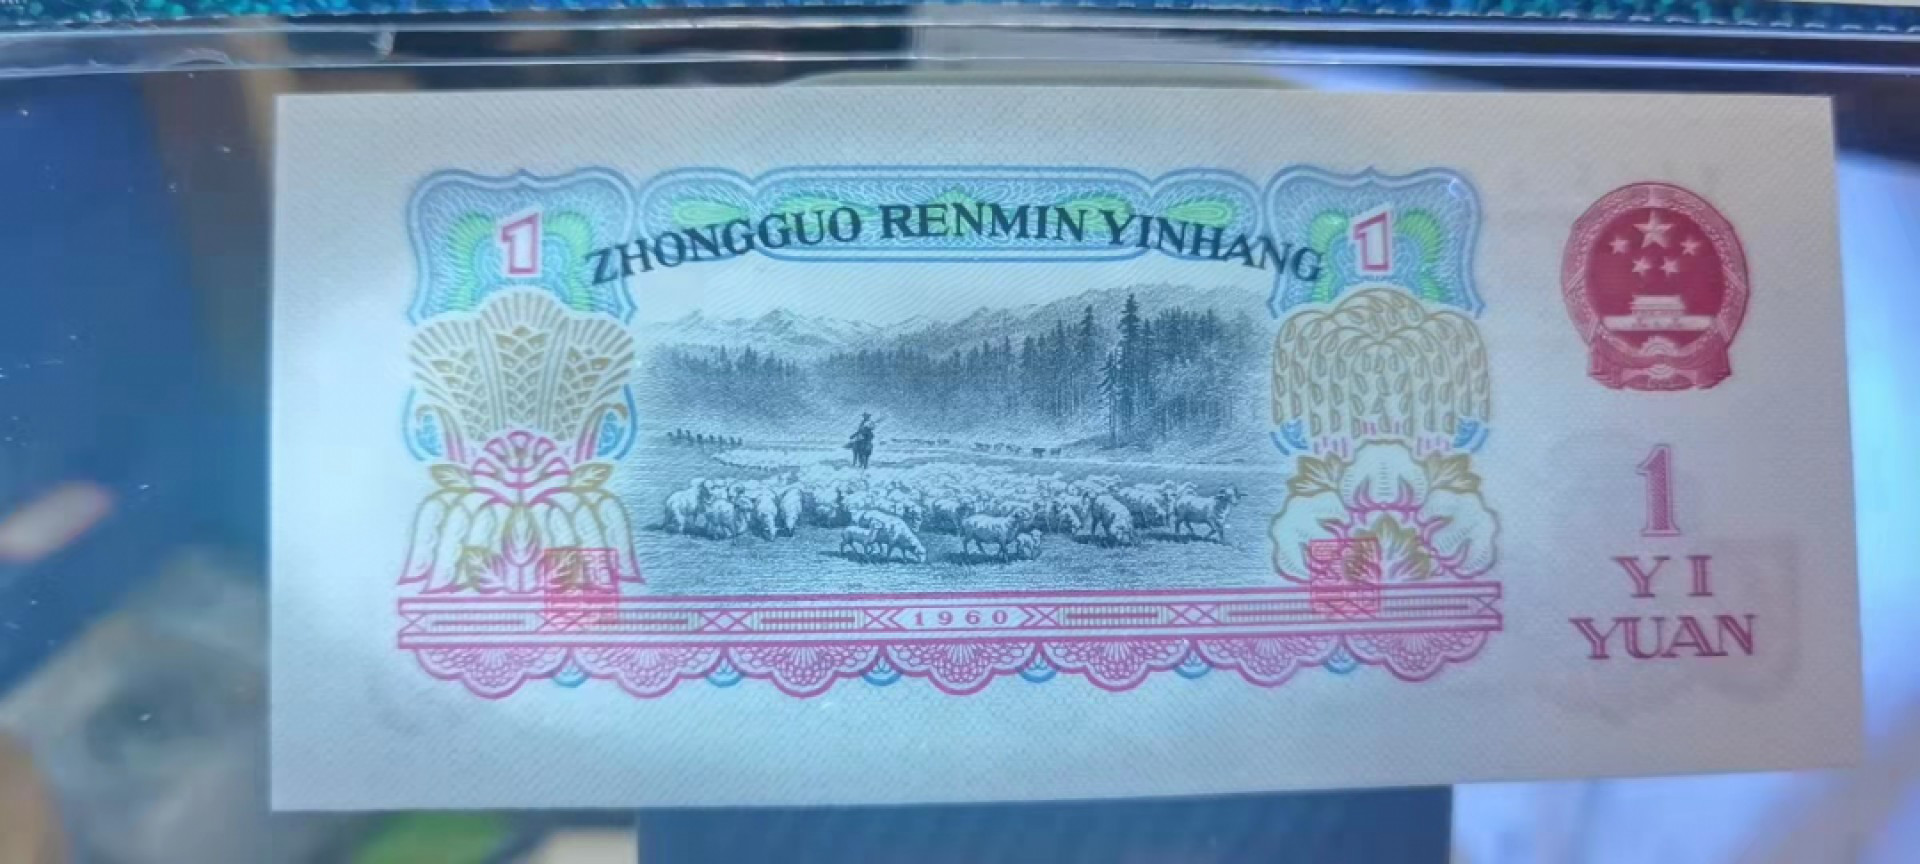 1 ZHONGGUO RENMIN YINHANG 1
1
YI
YUAN
1960